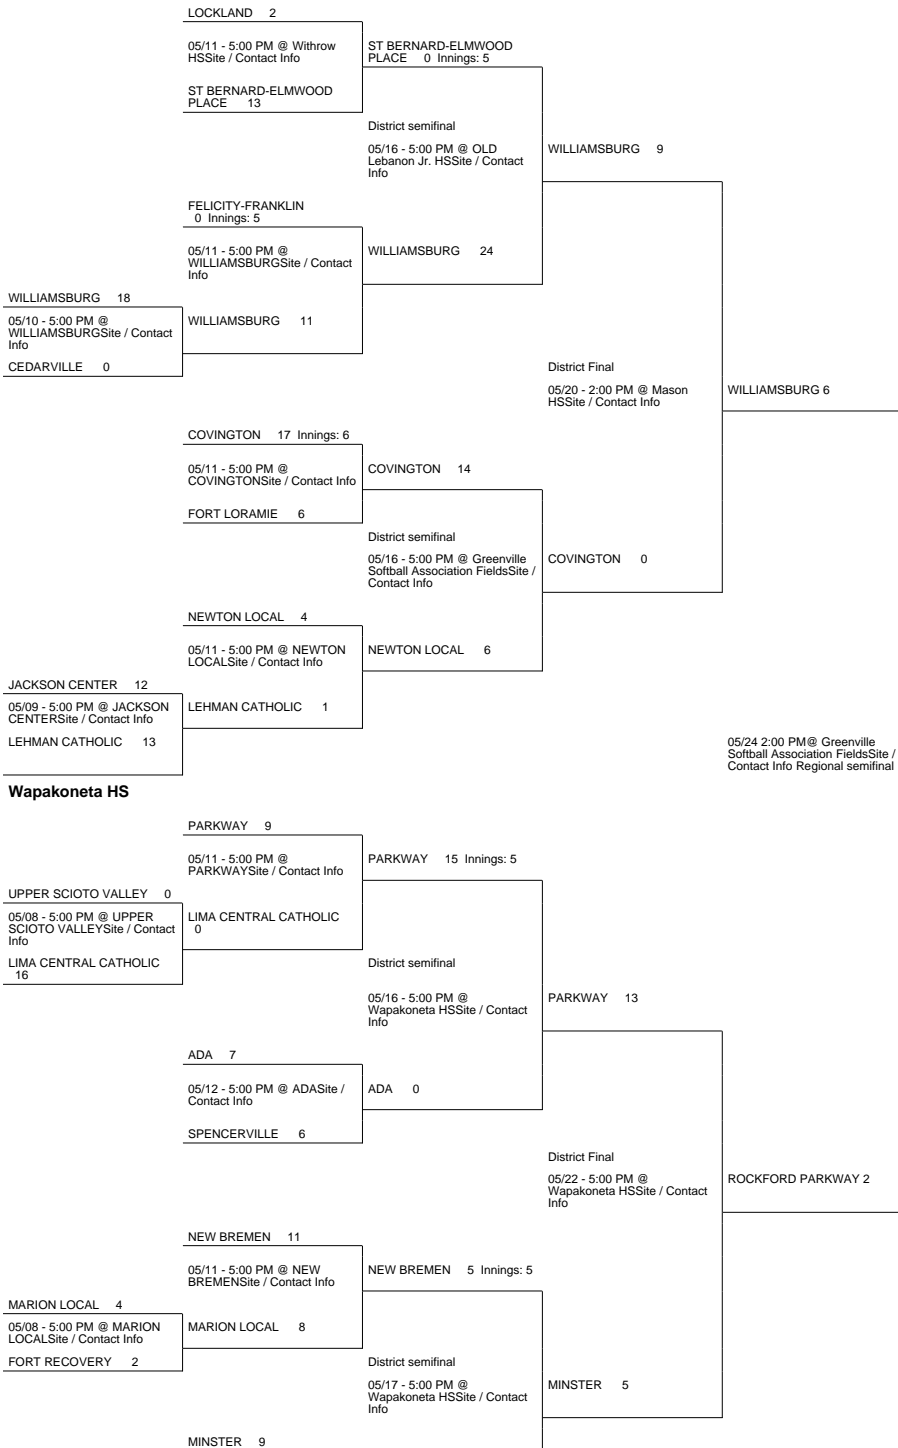 LOCKLAND 2
05/11 - 5:00 PM @ Withrow
HSSite / Contact Info
ST BERNARD-ELMWOOD
PLACE 0 Innings: 5
ST BERNARD-ELMWOOD
PLACE 13
District semifinal
05/16 - 5:00 PM @ OLD
Lebanon Jr. HSSite / Contact
Info
WILLIAMSBURG 9
FELICITY-FRANKLIN
0 Innings: 5
05/11 - 5:00 PM @
WILLIAMSBURGSite / Contact
Info
WILLIAMSBURG 24
WILLIAMSBURG 18
05/10 - 5:00 PM @
WILLIAMSBURGSite / Contact
Info
WILLIAMSBURG 11
CEDARVILLE 0
District Final
05/20 - 2:00 PM @ Mason
HSSite / Contact Info
WILLIAMSBURG 6
COVINGTON 17 Innings: 6
05/11 - 5:00 PM @
COVINGTONSite / Contact Info
COVINGTON 14
FORT LORAMIE 6
District semifinal
05/16 - 5:00 PM @ Greenville
Softball Association FieldsSite /
Contact Info
COVINGTON 0
NEWTON LOCAL 4
05/11 - 5:00 PM @ NEWTON
LOCALSite / Contact Info
NEWTON LOCAL 6
JACKSON CENTER 12
05/09 - 5:00 PM @ JACKSON
CENTERSite / Contact Info
LEHMAN CATHOLIC 1
LEHMAN CATHOLIC 13
05/24 2:00 PM@ Greenville
Softball Association FieldsSite /
Contact Info Regional semifinal
Wapakoneta HS
PARKWAY 9
05/11 - 5:00 PM @
PARKWAYSite / Contact Info
PARKWAY 15 Innings: 5
UPPER SCIOTO VALLEY 0
05/08 - 5:00 PM @ UPPER
SCIOTO VALLEYSite / Contact
Info
LIMA CENTRAL CATHOLIC
0
LIMA CENTRAL CATHOLIC
16
District semifinal
05/16 - 5:00 PM @
Wapakoneta HSSite / Contact
Info
PARKWAY 13
ADA 7
05/12 - 5:00 PM @ ADASite /
Contact Info
ADA 0
SPENCERVILLE 6
District Final
05/22 - 5:00 PM @
Wapakoneta HSSite / Contact
Info
ROCKFORD PARKWAY 2
NEW BREMEN 11
05/11 - 5:00 PM @ NEW
BREMENSite / Contact Info
NEW BREMEN 5 Innings: 5
MARION LOCAL 4
05/08 - 5:00 PM @ MARION
LOCALSite / Contact Info
MARION LOCAL 8
FORT RECOVERY 2
District semifinal
05/17 - 5:00 PM @
Wapakoneta HSSite / Contact
Info
MINSTER 5
MINSTER 9